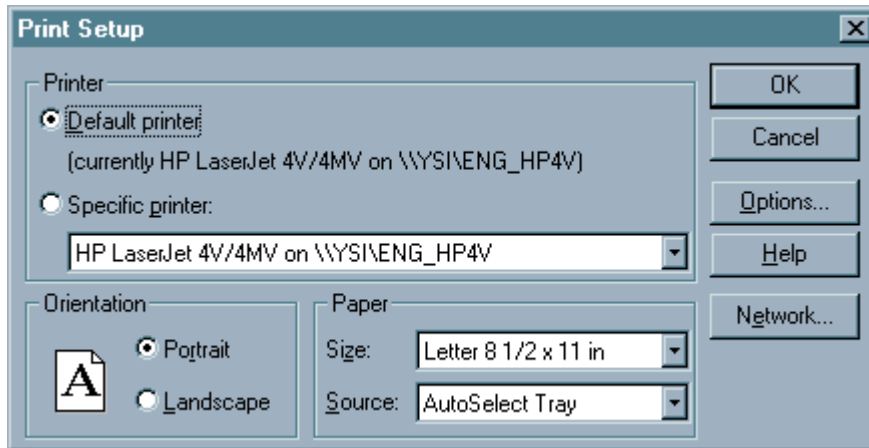 Print Setup
Printer
Default printer
(currently HP LaserJet 4V/4MV on \\YSI\ENG_HP4V)
Specific printer:
HP LaserJet 4V/4MV on \\YSI\ENG_HP4V
OK
Cancel
Options...
Help
Network...
Orientation
A
Portrait
Landscape
Paper
Size: Letter 8 1/2 x 11 in
Source: AutoSelect Tray